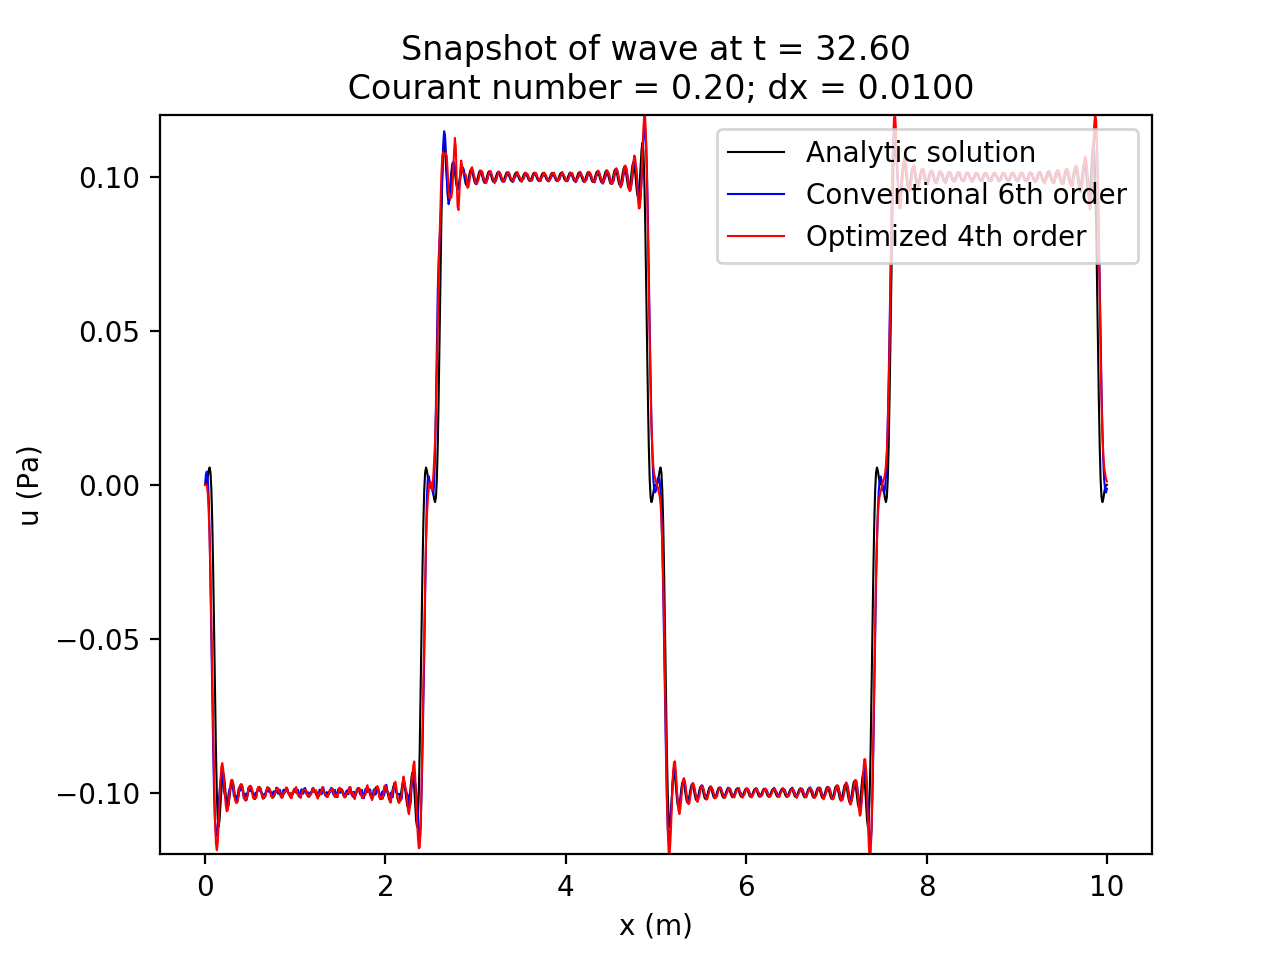 Snapshot of wave at t = 32.60
Courant number = 0.20; dx = 0.0100
Analytic solution
Conventional 6th order
Optimized 4th order
u (Pa)
0.10
0.05
0.00
−0.05
−0.10
0 2 4 6 8 10
x (m)